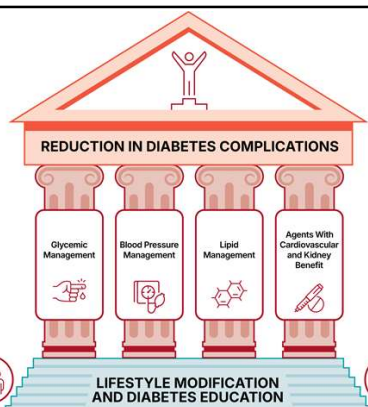 REDUCTION IN DIABETES COMPLICATIONS
Glycemic
Management
Blood Pressure
Management
Lipid
Management
Agents With
Cardiovascular
and Kidney
Benefit
LIFESTYLE MODIFICATION
AND DIABETES EDUCATION